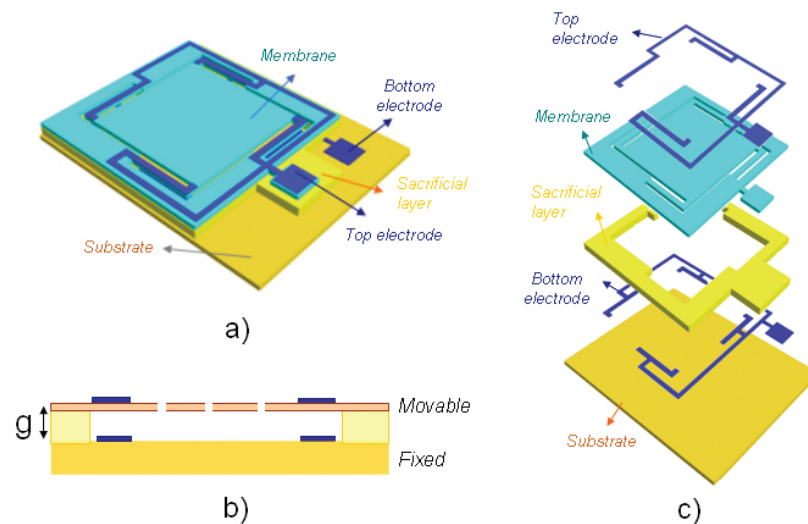 Membrane
Bottom
electrode
Sacrificial
layer
Top electrode
Substrate
a)
g
Movable
Fixed
b)
Top
electrode
Membrane
Sacrificial
layer
Bottom
electrode
Substrate
c)